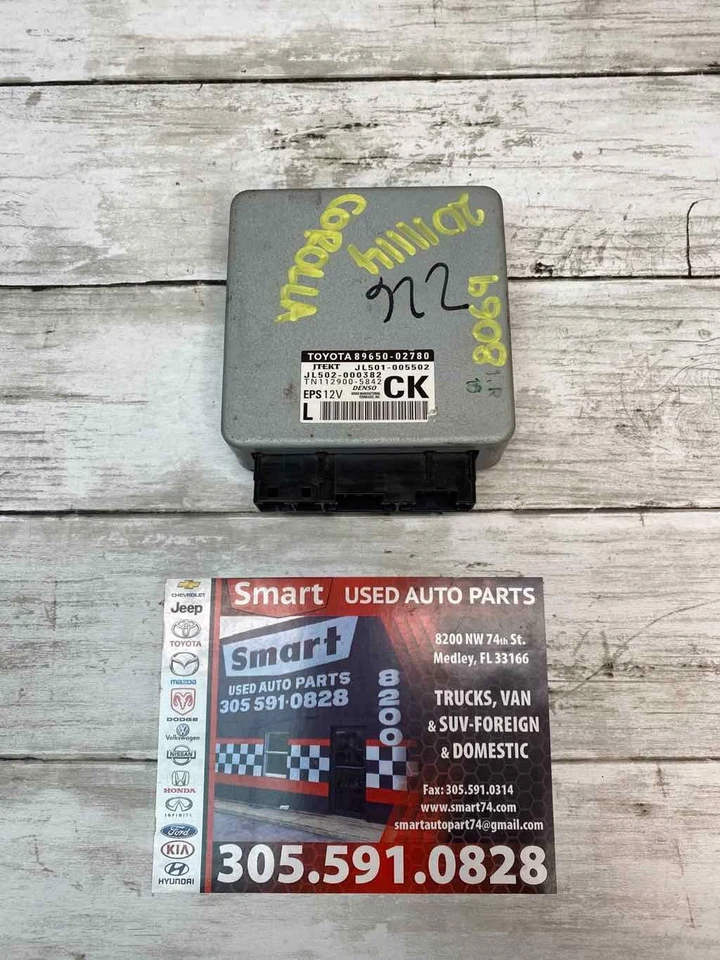 COROLLA
20111114
22
8069
1.R
TOYOTA 89650-02780
JTEKT JL501-005502
JL502-000382
TN112900-5842
EPS 12V DENSO CK
L
CHEVROLET
Jeep
TOYOTA
mazda
DODGE
Volkswagen
NISSAN
HONDA
INFINITI
Ford
KIA
HYUNDAI
Smart USED AUTO PARTS
8200 NW 74th St.
Medley, FL 33166
Smart
USED AUTO PARTS
305 591·0828
8200
TRUCKS, VAN
& SUV-FOREIGN
& DOMESTIC
Fax: 305.591.0314
www.smart74.com
smartautopart74@gmail.com
305.591.0828